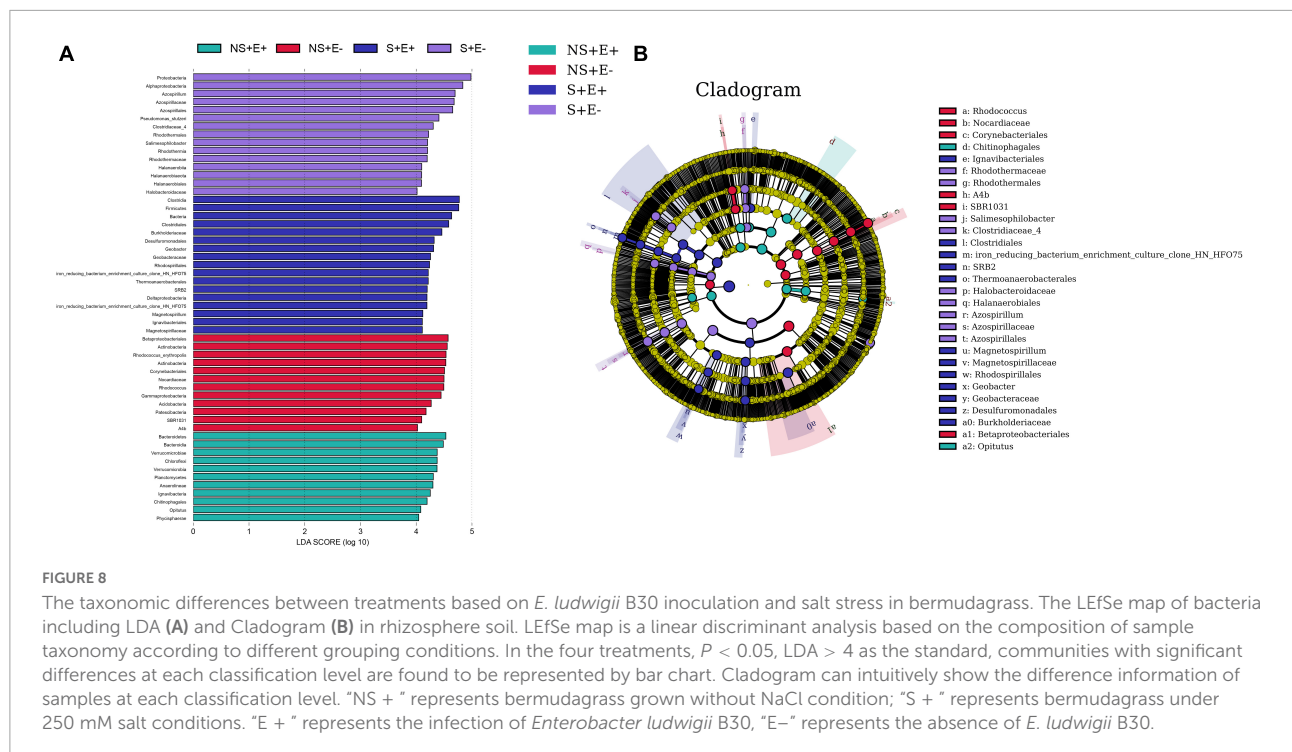 A
NS+E+ NS+E- S+E+ S+E-
Proteobacteria
Alphaproteobacteria
Azospirillum
Azospirillaceae
Azospirillales
Pseudomonas_stutzeri
Clostridiaceae_4
Rhodothermales
Salimesophilobacter
Rhodothermia
Rhodothermaceae
Halanaerobiia
Halanaerobiaeota
Halanaerobiales
Halobacteroidaceae
Clostridia
Firmicutes
Bacteria
Clostridiales
Burkholderiaceae
Desulfuromonadales
Geobacter
Geobacteraceae
Rhodospirillales
iron_reducing_bacterium_enrichment_culture_clone_HN_HFO75
Thermoanaerobacterales
SRB2
Deltaproteobacteria
iron_reducing_bacterium_enrichment_culture_clone_HN_HFO75
Magnetospirillum
Ignavibacteriales
Magnetospirillaceae
Betaproteobacteriales
Actinobacteria
Rhodococcus_erythropolis
Actinobacteria
Corynebacteriales
Nocardiaceae
Rhodococcus
Gammaproteobacteria
Acidobacteria
Patescibacteria
SBR1031
A4b
Bacteroidetes
Bacteroidia
Verrucomicrobiae
Chloroflexi
Verrucomicrobia
Planctomycetes
Anaerolineae
Ignavibacteria
Chitinophagales
Opitutus
Phycisphaerae
0 1 2 3 4 5
LDA SCORE (log 10)
NS+E+
NS+E-
S+E+
S+E-
B
Cladogram
i
h
g
f
e
d
c
a2
a1
a0
z
y
x
w
v
a: Rhodococcus
b: Nocardiaceae
c: Corynebacteriales
d: Chitinophagales
e: Ignavibacteriales
f: Rhodothermaceae
g: Rhodothermales
h: A4b
i: SBR1031
j: Salimesophilobacter
k: Clostridiaceae_4
l: Clostridiales
m: iron_reducing_bacterium_enrichment_culture_clone_HN_HFO75
n: SRB2
o: Thermoanaerobacterales
p: Halobacteroidaceae
q: Halanaerobiales
r: Azospirillum
s: Azospirillaceae
t: Azospirillales
u: Magnetospirillum
v: Magnetospirillaceae
w: Rhodospirillales
x: Geobacter
y: Geobacteraceae
z: Desulfuromonadales
a0: Burkholderiaceae
a1: Betaproteobacteriales
a2: Opitutus
FIGURE 8
The taxonomic differences between treatments based on E. ludwigii B30 inoculation and salt stress in bermudagrass. The LEfSe map of bacteria
including LDA (A) and Cladogram (B) in rhizosphere soil. LEfSe map is a linear discriminant analysis based on the composition of sample
taxonomy according to different grouping conditions. In the four treatments, P < 0.05, LDA > 4 as the standard, communities with significant
differences at each classification level are found to be represented by bar chart. Cladogram can intuitively show the difference information of
samples at each classification level. “NS + ” represents bermudagrass grown without NaCl condition; “S + ” represents bermudagrass under
250 mM salt conditions. “E + ” represents the infection of Enterobacter ludwigii B30, “E–” represents the absence of E. ludwigii B30.